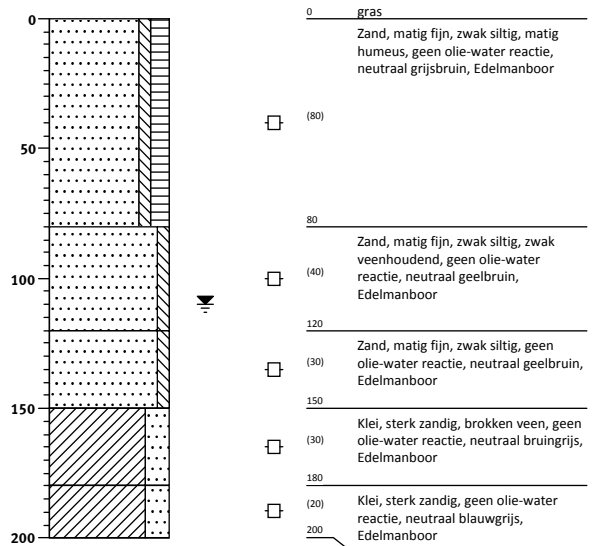 0
50
100
150
200
0 gras
Zand, matig fijn, zwak siltig, matig
humeus, geen olie-water reactie,
neutraal grijsbruin, Edelmanboor
(80)
80
Zand, matig fijn, zwak siltig, zwak
veenhoudend, geen olie-water
reactie, neutraal geelbruin,
Edelmanboor
(40)
120
Zand, matig fijn, zwak siltig, geen
olie-water reactie, neutraal geelbruin,
Edelmanboor
(30)
150
Klei, sterk zandig, brokken veen, geen
olie-water reactie, neutraal bruingrijs,
Edelmanboor
(30)
180
Klei, sterk zandig, geen olie-water
reactie, neutraal blauwgrijs,
Edelmanboor
(20)
200